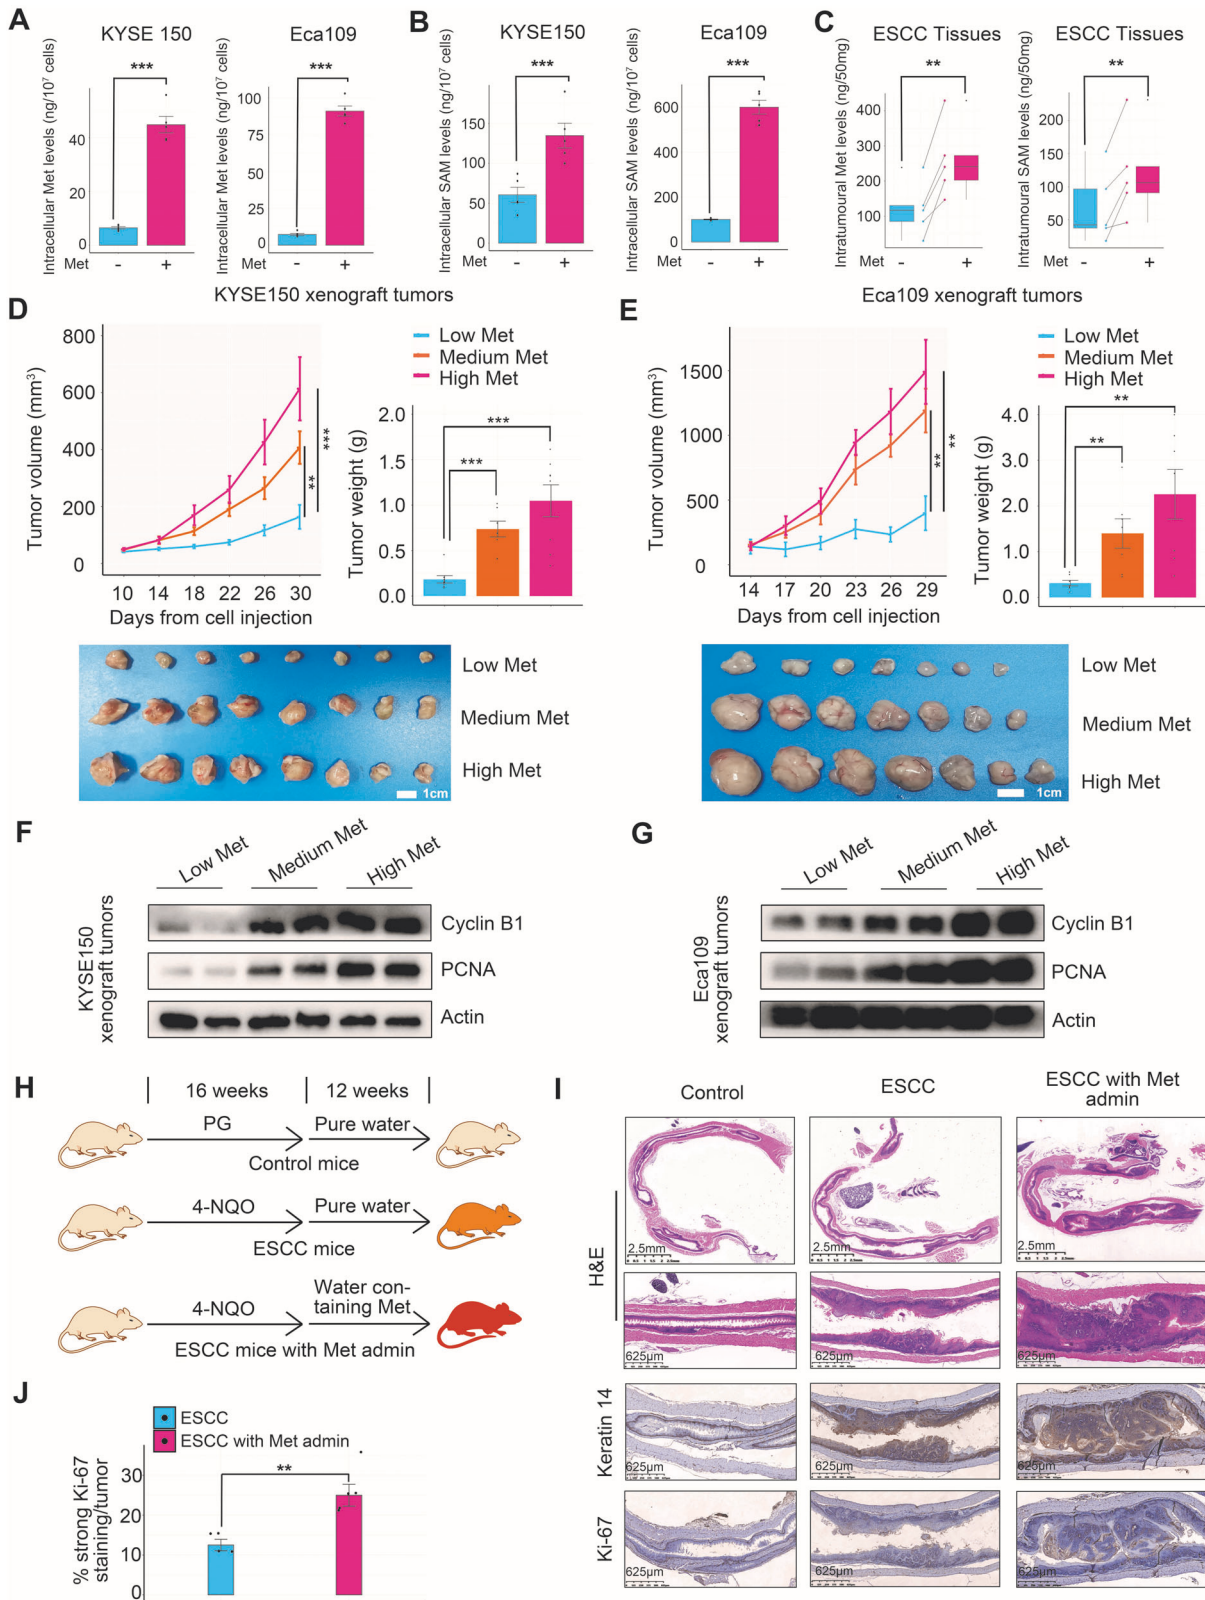 A
KYSE 150
Eca109
Intracellular Met levels (ng/10⁷ cells)
40
20
0
***
Met - +
Intracellular Met levels (ng/10⁷ cells)
100
75
50
25
0
***
- +
B
KYSE150
Eca109
Intracellular SAM levels (ng/10⁷ cells)
150
100
50
0
***
Met - +
Intracellular SAM levels (ng/10⁷ cells)
600
400
200
0
***
- +
C
ESCC Tissues
ESCC Tissues
Intratumoural Met levels (ng/50mg)
400
300
200
100
**
Met - +
Intratumoural SAM levels (ng/50mg)
200
150
100
50
**
Met - +
D
KYSE150 xenograft tumors
Tumor volume (mm³)
800
600
400
200
0
10 14 18 22 26 30
Days from cell injection
**
***
Low Met
Medium Met
High Met
Tumor weight (g)
2.0
1.5
1.0
0.5
0.0
***
***
Low Met
Medium Met
High Met
1cm
E
Eca109 xenograft tumors
Tumor volume (mm³)
1500
1000
500
0
14 17 20 23 26 29
Days from cell injection
**
**
Low Met
Medium Met
High Met
Tumor weight (g)
4.0
3.0
2.0
1.0
0.0
**
**
Low Met
Medium Met
High Met
1cm
F
Low Met
Medium Met
High Met
KYSE150
xenograft tumors
Cyclin B1
PCNA
Actin
G
Low Met
Medium Met
High Met
Eca109
xenograft tumors
Cyclin B1
PCNA
Actin
H
16 weeks
12 weeks
PG
Pure water
Control mice
4-NQO
Pure water
ESCC mice
4-NQO
Water con-
taining Met
ESCC mice with Met admin
I
Control
ESCC
ESCC with Met
admin
H&E
2.5mm
2.5mm
2.5mm
625μm
625μm
625μm
Keratin 14
625μm
625μm
625μm
Ki-67
625μm
625μm
625μm
J
ESCC
ESCC with Met admin
% strong Ki-67
staining/tumor
30
20
10
0
**